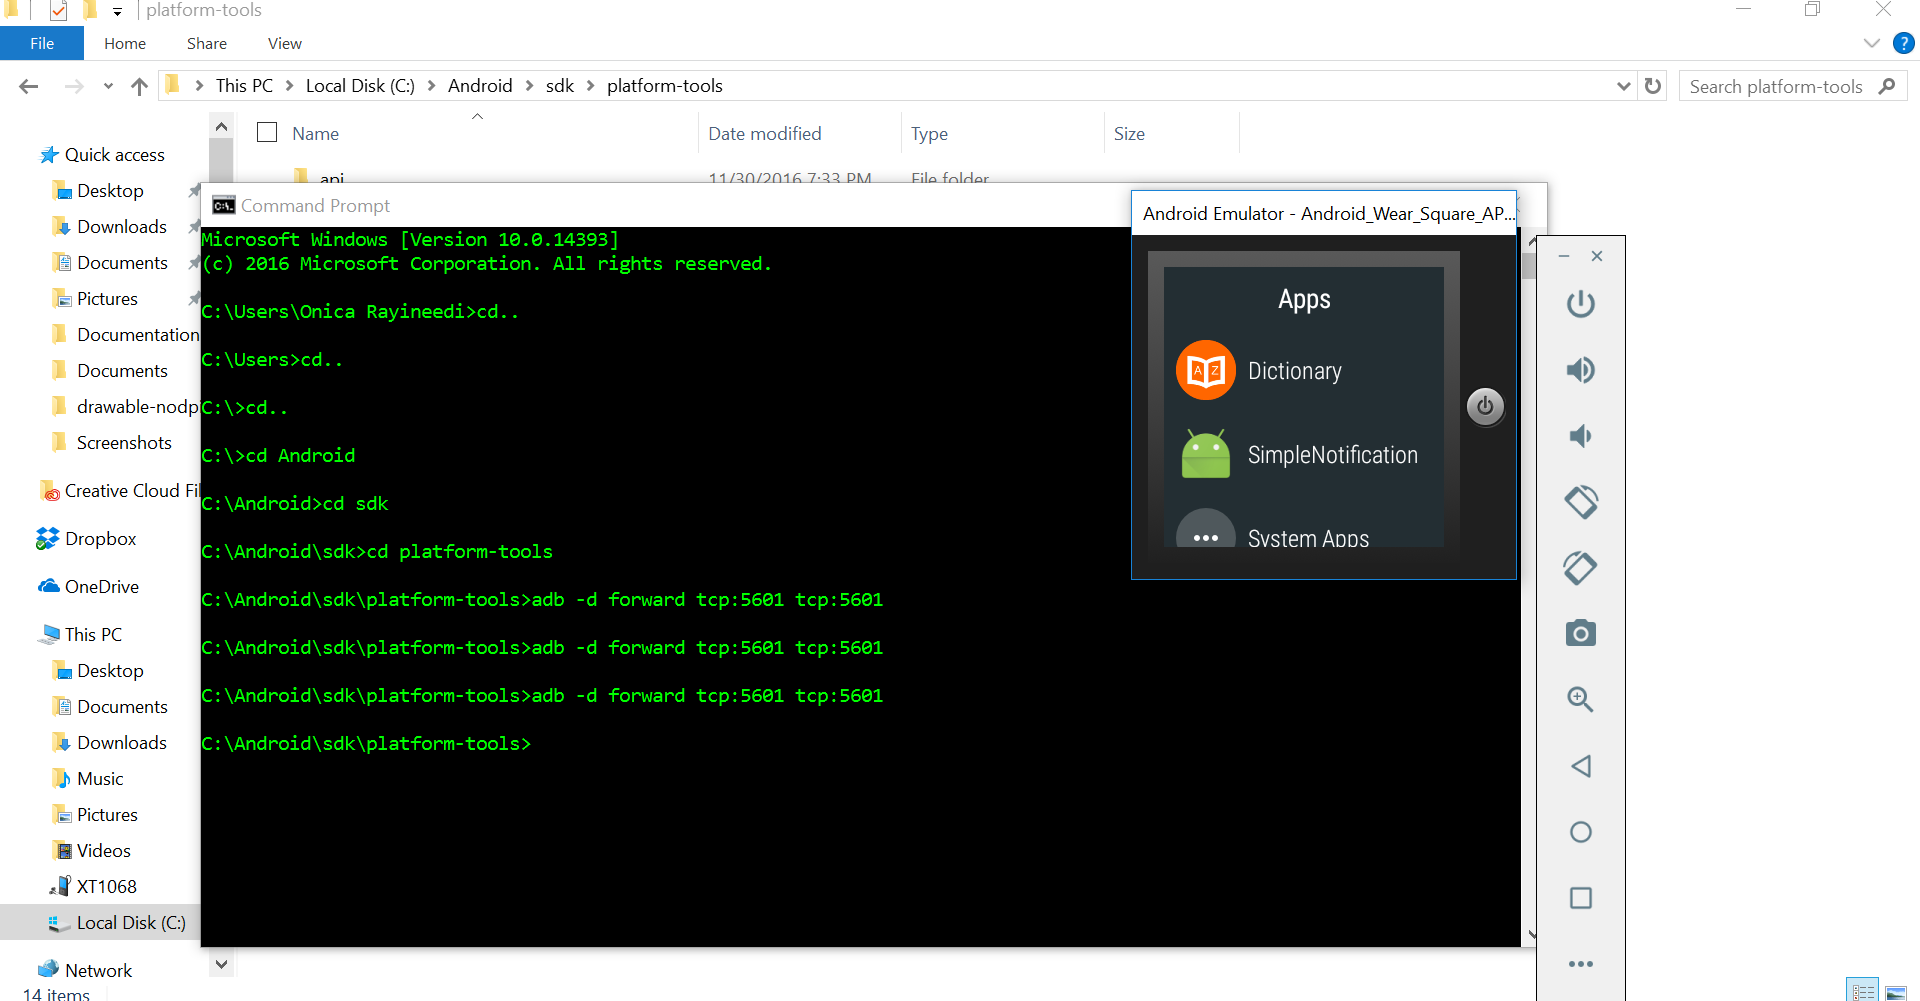 platform-tools
File Home Share View
This PC Local Disk (C:) Android sdk platform-tools
Search platform-tools
Name Date modified Type Size
api 11/30/2016 7:33 PM File folder
Quick access
Desktop
Downloads
Documents
Pictures
Documentation
Documents
drawable-nodp
Screenshots
Creative Cloud Fil
Dropbox
OneDrive
This PC
Desktop
Documents
Downloads
Music
Pictures
Videos
XT1068
Local Disk (C:)
Network
14 items
Command Prompt
Microsoft Windows [Version 10.0.14393]
(c) 2016 Microsoft Corporation. All rights reserved.
C:\Users\Onica Rayineedi>cd..
C:\Users>cd..
C:\>cd..
C:\>cd Android
C:\Android>cd sdk
C:\Android\sdk>cd platform-tools
C:\Android\sdk\platform-tools>adb -d forward tcp:5601 tcp:5601
C:\Android\sdk\platform-tools>adb -d forward tcp:5601 tcp:5601
C:\Android\sdk\platform-tools>adb -d forward tcp:5601 tcp:5601
C:\Android\sdk\platform-tools>
Android Emulator - Android_Wear_Square_AP...
Apps
A Z
Dictionary
SimpleNotification
System Apps